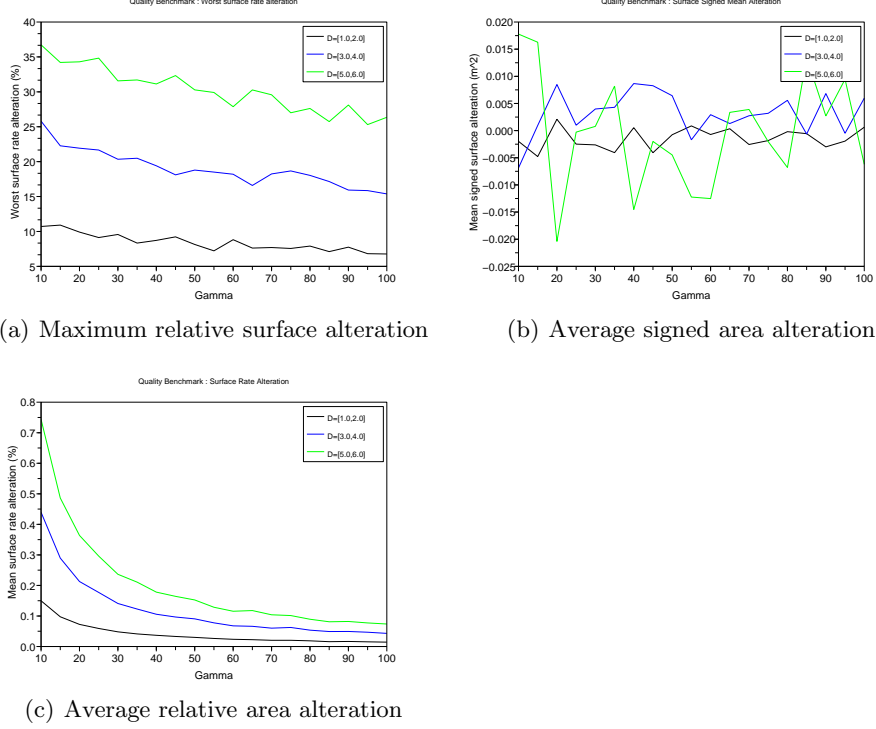 Quality Benchmark : Worst surface rate alteration
40
35
30
25
20
15
10
5
Worst surface rate alteration (%)
D=[1.0,2.0]
D=[3.0,4.0]
D=[5.0,6.0]
10 20 30 40 50 60 70 80 90 100
Gamma
(a) Maximum relative surface alteration
Quality Benchmark : Surface Signed Mean Alteration
0.020
0.015
0.010
0.005
0.000
−0.005
−0.010
−0.015
−0.020
−0.025
Mean signed surface alteration (m^2)
D=[1.0,2.0]
D=[3.0,4.0]
D=[5.0,6.0]
10 20 30 40 50 60 70 80 90 100
Gamma
(b) Average signed area alteration
Quality Benchmark : Surface Rate Alteration
0.8
0.7
0.6
0.5
0.4
0.3
0.2
0.1
0.0
Mean surface rate alteration (%)
D=[1.0,2.0]
D=[3.0,4.0]
D=[5.0,6.0]
10 20 30 40 50 60 70 80 90 100
Gamma
(c) Average relative area alteration